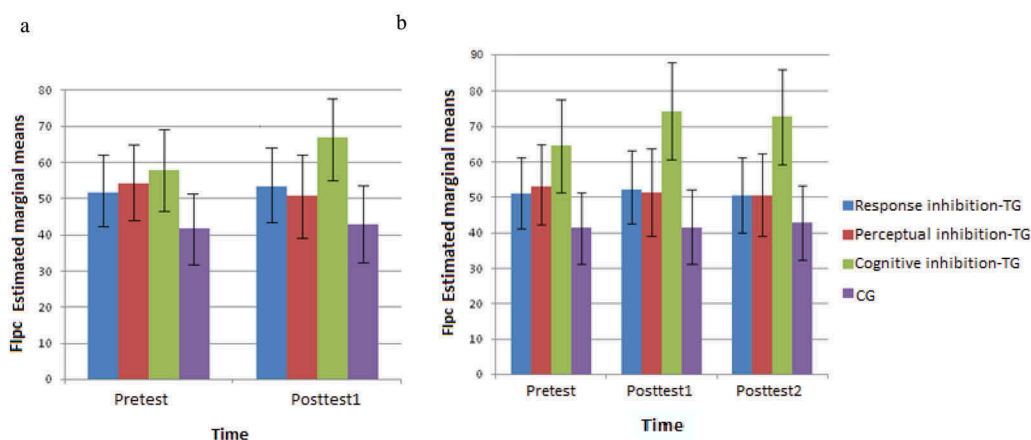 a
FIpc Estimated marginal means
80
70
60
50
40
30
20
10
0
Pretest
Posttest1
Time
b
FIpc Estimated marginal means
90
80
70
60
50
40
30
20
10
0
Pretest
Posttest1
Posttest2
Time
Response inhibition-TG
Perceptual inhibition-TG
Cognitive inhibition-TG
CG